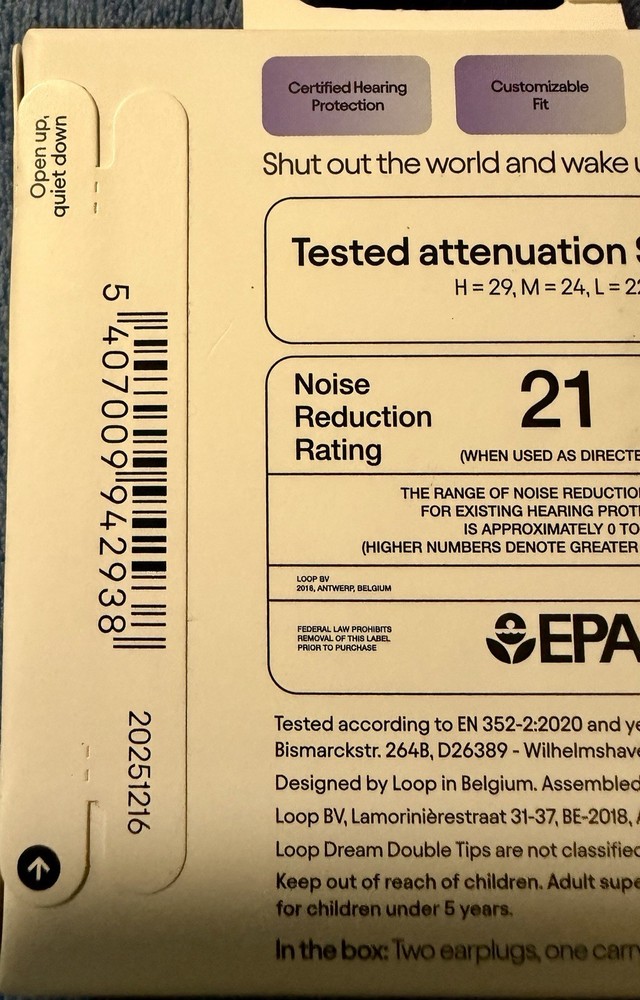 Open up,
quiet down
5 407009 942938
20251216
Certified Hearing
Protection
Customizable
Fit
Shut out the world and wake
Tested attenuation
H = 29, M = 24, L = 22
Noise
Reduction
Rating
21
(WHEN USED AS DIRECTE
THE RANGE OF NOISE REDUCTIO
FOR EXISTING HEARING PROT
IS APPROXIMATELY 0 TO
(HIGHER NUMBERS DENOTE GREATER
LOOP BV
2018, ANTWERP, BELGIUM
FEDERAL LAW PROHIBITS
REMOVAL OF THIS LABEL
PRIOR TO PURCHASE
EPA
Tested according to EN 352-2:2020 and ye
Bismarckstr. 264B, D26389 - Wilhelmshave
Designed by Loop in Belgium. Assembled
Loop BV, Lamorinièrestraat 31-37, BE-2018,
Loop Dream Double Tips are not classifie
Keep out of reach of children. Adult supe
for children under 5 years.
In the box: Two earplugs, one carr